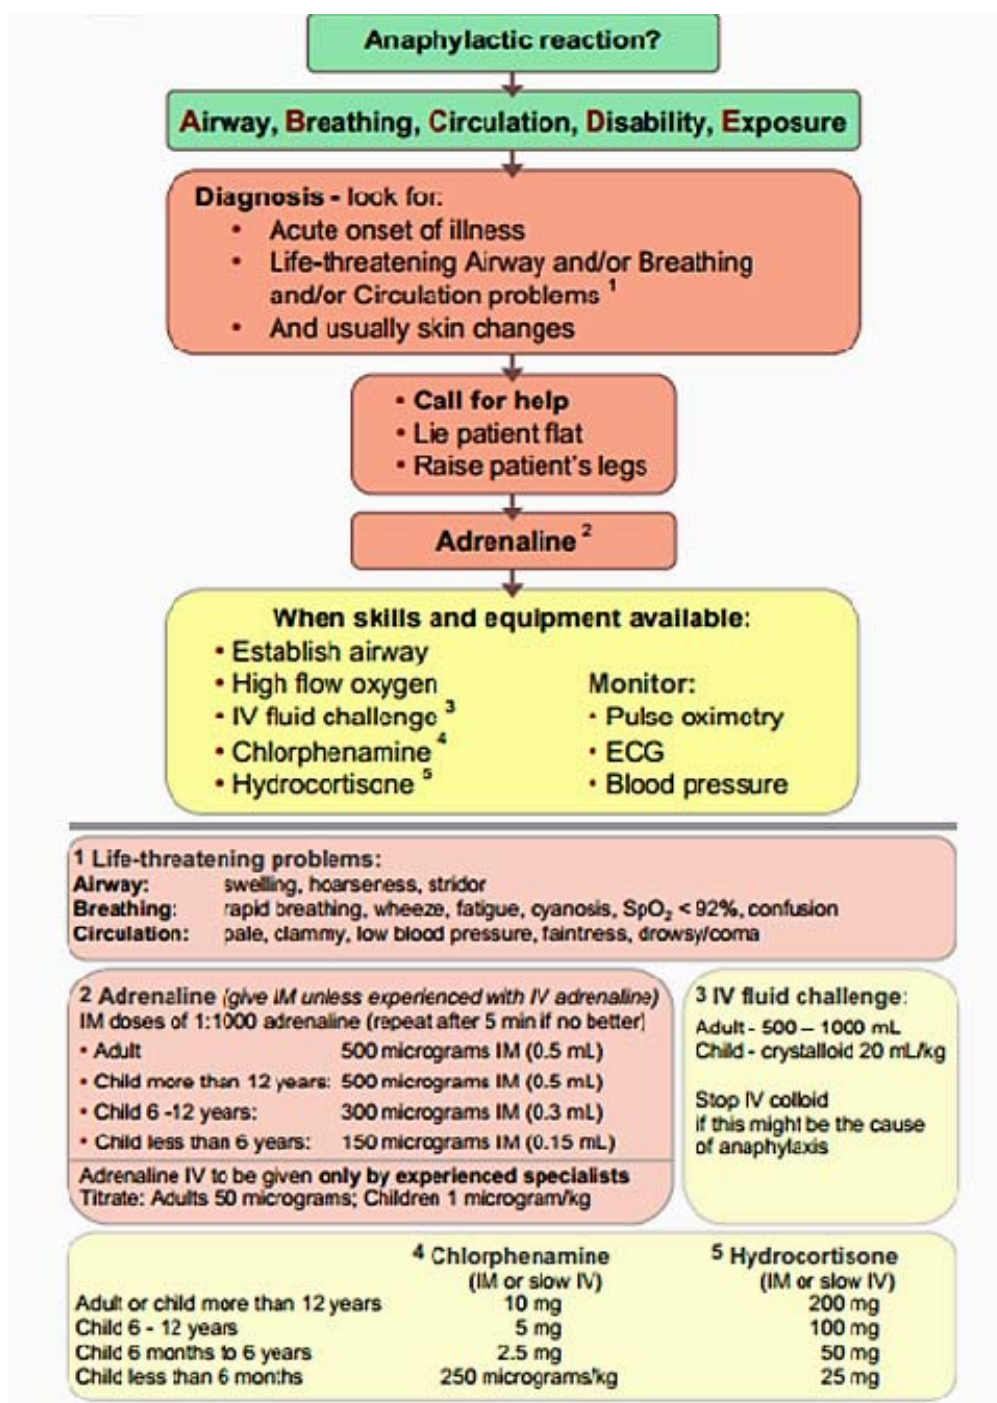 Anaphylactic reaction?
Airway, Breathing, Circulation, Disability, Exposure
Diagnosis - look for:
• Acute onset of illness
• Life-threatening Airway and/or Breathing
and/or Circulation problems 1
• And usually skin changes
• Call for help
• Lie patient flat
• Raise patient's legs
Adrenaline 2
When skills and equipment available:
• Establish airway
• High flow oxygen
• IV fluid challenge 3
• Chlorphenamine 4
• Hydrocortisone 5
Monitor:
• Pulse oximetry
• ECG
• Blood pressure
1 Life-threatening problems:
Airway: swelling, hoarseness, stridor
Breathing: rapid breathing, wheeze, fatigue, cyanosis, SpO2 < 92%, confusion
Circulation: pale, clammy, low blood pressure, faintness, drowsy/coma
2 Adrenaline (give IM unless experienced with IV adrenaline)
IM doses of 1:1000 adrenaline (repeat after 5 min if no better)
• Adult 500 micrograms IM (0.5 mL)
• Child more than 12 years: 500 micrograms IM (0.5 mL)
• Child 6 -12 years: 300 micrograms IM (0.3 mL)
• Child less than 6 years: 150 micrograms IM (0.15 mL)
Adrenaline IV to be given only by experienced specialists
Titrate: Adults 50 micrograms; Children 1 microgram/kg
3 IV fluid challenge:
Adult - 500 – 1000 mL
Child - crystalloid 20 mL/kg
Stop IV colloid
if this might be the cause
of anaphylaxis
4 Chlorphenamine 5 Hydrocortisone
(IM or slow IV) (IM or slow IV)
Adult or child more than 12 years 10 mg 200 mg
Child 6 - 12 years 5 mg 100 mg
Child 6 months to 6 years 2.5 mg 50 mg
Child less than 6 months 250 micrograms/kg 25 mg